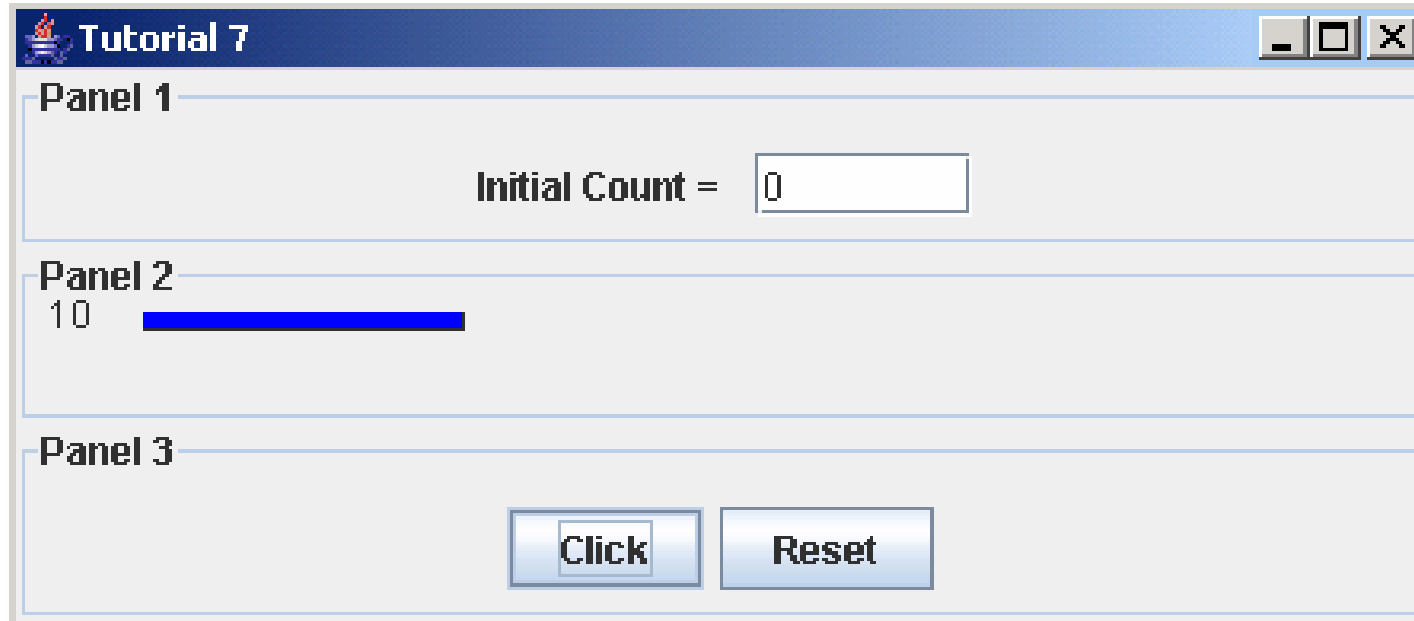 Tutorial 7
Panel 1
Initial Count = 0
Panel 2
10
Panel 3
Click Reset